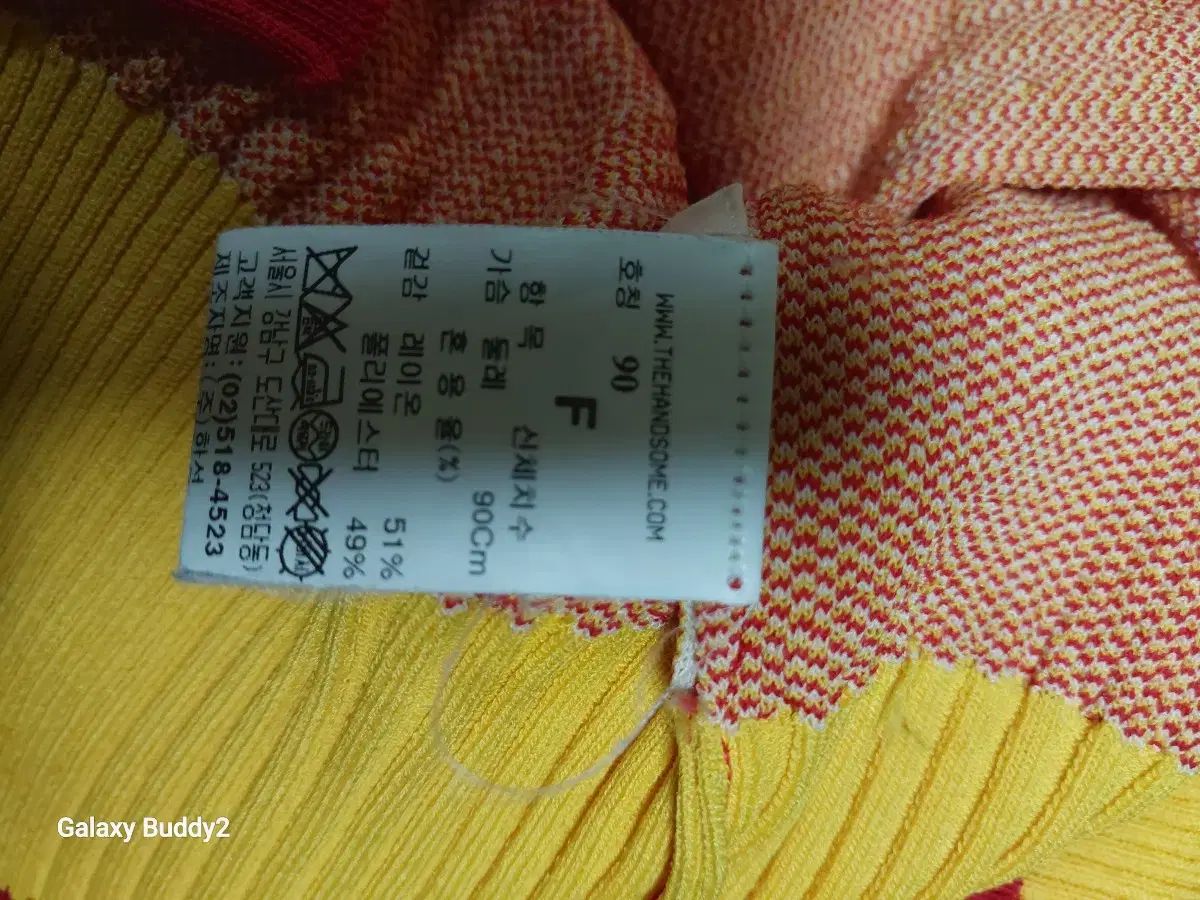 WWW.THEHANDSOME.COM
호칭 90
F
항 목 신체치수
가슴 둘레 90Cm
혼 용 율(%)
겉감 레이온 51%
폴리에스터 49%
서울시 강남구 도산대로 523(청담동)
고객지원:(02)518-4523
제조자명:(주)한섬
Galaxy Buddy2